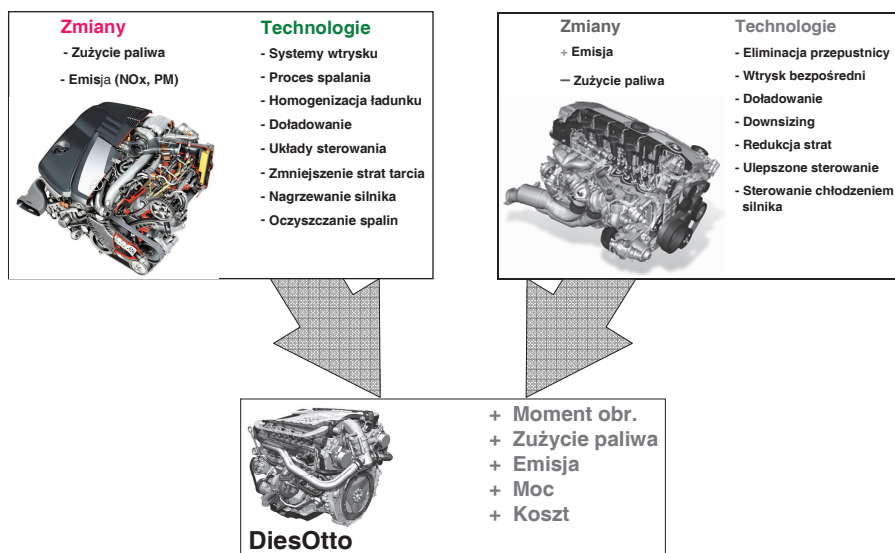 Zmiany
- Zużycie paliwa
- Emisja (NOx, PM)
Technologie
- Systemy wtrysku
- Proces spalania
- Homogenizacja ładunku
- Doładowanie
- Układy sterowania
- Zmniejszenie strat tarcia
- Nagrzewanie silnika
- Oczyszczanie spalin
Zmiany
+ Emisja
− Zużycie paliwa
Technologie
- Eliminacja przepustnicy
- Wtrysk bezpośredni
- Doładowanie
- Downsizing
- Redukcja strat
- Ulepszone sterowanie
- Sterowanie chłodzeniem
silnika
+ Moment obr.
+ Zużycie paliwa
+ Emisja
+ Moc
+ Koszt
DiesOtto